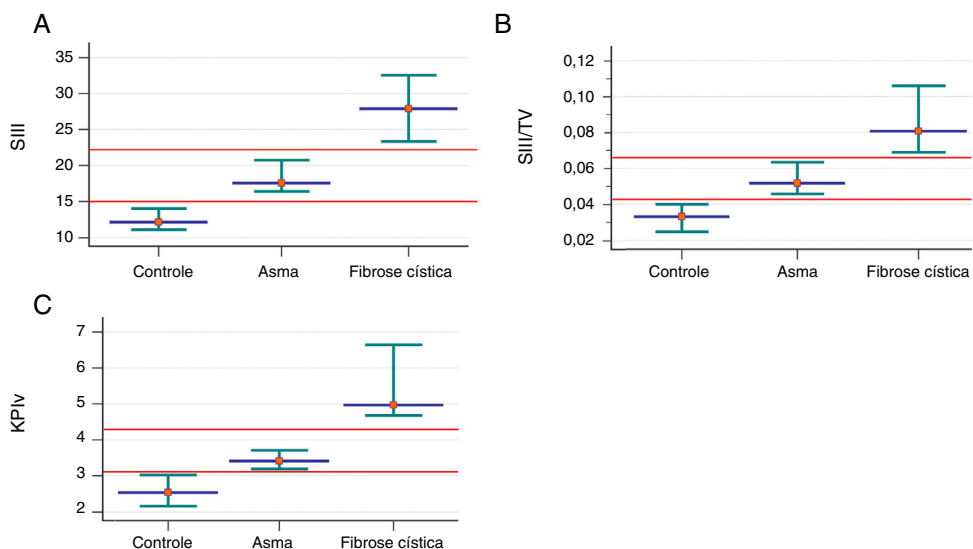 A
SIII
35
30
25
20
15
10
Controle
Asma
Fibrose cística
B
SIII/TV
0,12
0,10
0,08
0,06
0,04
0,02
Controle
Asma
Fibrose cística
C
KPIv
7
6
5
4
3
2
Controle
Asma
Fibrose cística